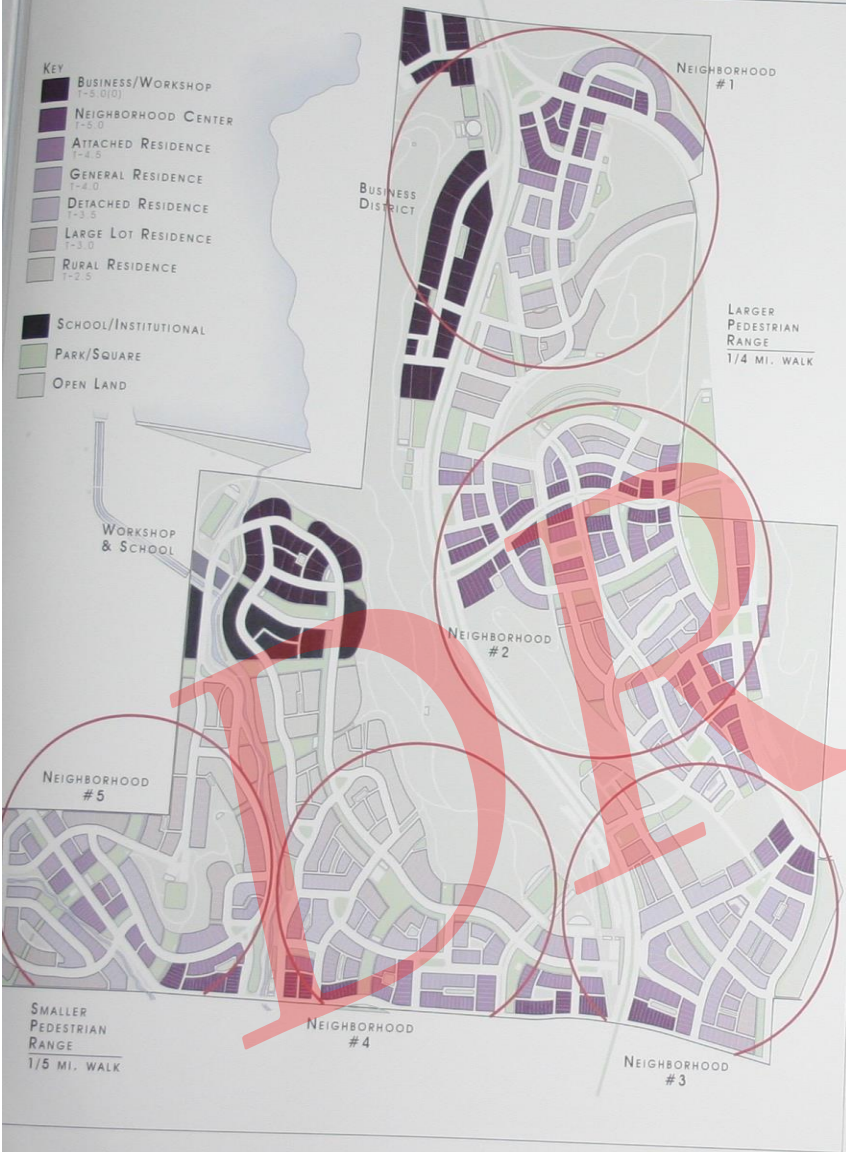 KEY
BUSINESS/WORKSHOP
T-5.0(0)
NEIGHBORHOOD CENTER
T-5.0
ATTACHED RESIDENCE
T-4.5
GENERAL RESIDENCE
T-4.0
DETACHED RESIDENCE
T-3.5
LARGE LOT RESIDENCE
T-3.0
RURAL RESIDENCE
T-2.5
SCHOOL/INSTITUTIONAL
PARK/SQUARE
OPEN LAND
NEIGHBORHOOD
#1
BUSINESS
DISTRICT
LARGER
PEDESTRIAN
RANGE
1/4 MI. WALK
WORKSHOP
& SCHOOL
NEIGHBORHOOD
#2
DR
NEIGHBORHOOD
#5
SMALLER
PEDESTRIAN
RANGE
1/5 MI. WALK
NEIGHBORHOOD
#4
NEIGHBORHOOD
#3